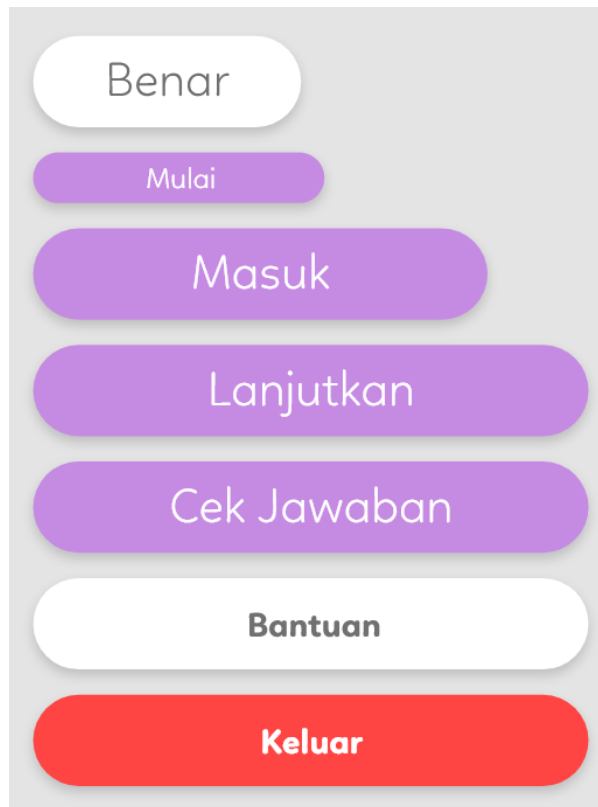 Benar
Mulai
Masuk
Lanjutkan
Cek Jawaban
Bantuan
Keluar